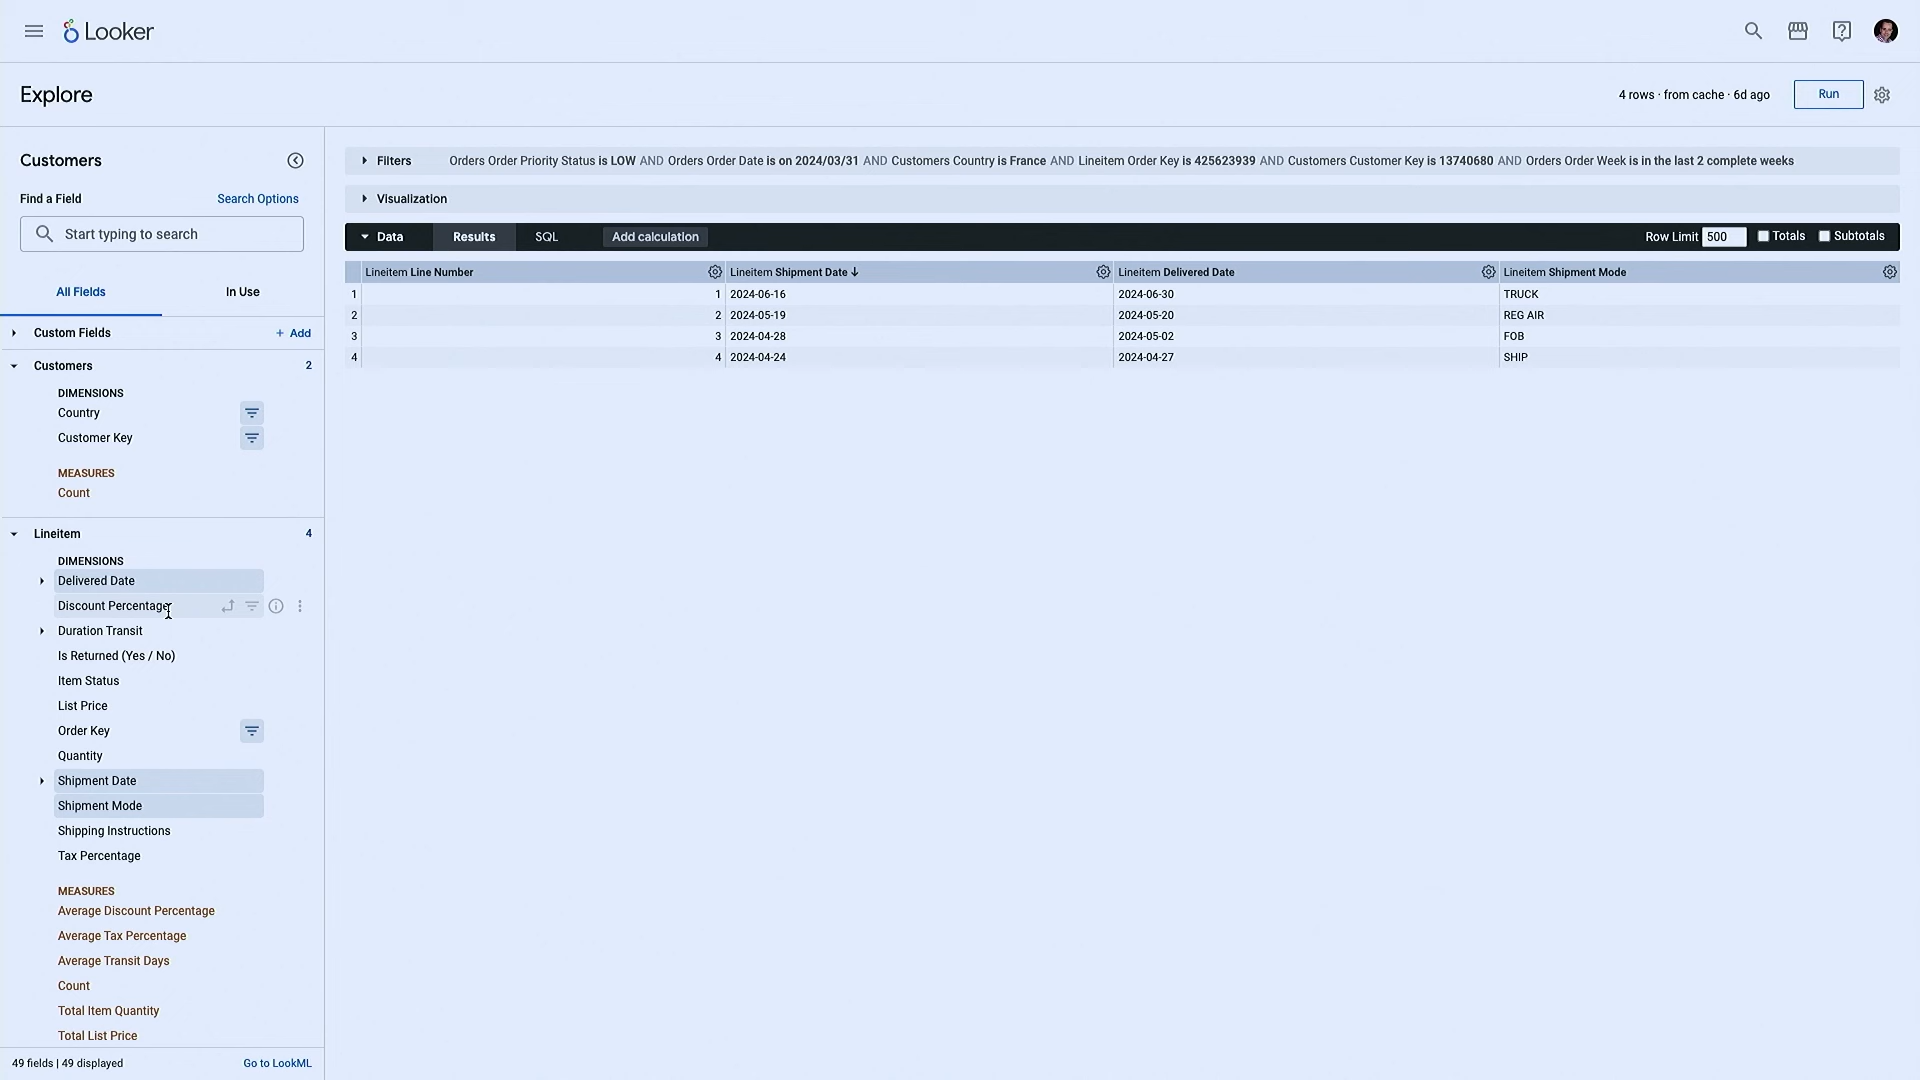 Looker
Explore
4 rows · from cache · 6d ago
Run
Customers
Find a Field
Search Options
Start typing to search
All Fields
In Use
Custom Fields
+ Add
Customers
2
DIMENSIONS
Country
Customer Key
MEASURES
Count
Lineitem
4
DIMENSIONS
Delivered Date
Discount Percentage
Duration Transit
Is Returned (Yes / No)
Item Status
List Price
Order Key
Quantity
Shipment Date
Shipment Mode
Shipping Instructions
Tax Percentage
MEASURES
Average Discount Percentage
Average Tax Percentage
Average Transit Days
Count
Total Item Quantity
Total List Price
49 fields | 49 displayed
Go to LookML
Filters Orders Order Priority Status is LOW AND Orders Order Date is on 2024/03/31 AND Customers Country is France AND Lineitem Order Key is 425623939 AND Customers Customer Key is 13740680 AND Orders Order Week is in the last 2 complete weeks
Visualization
Data Results SQL Add calculation Row Limit 500 Totals Subtotals
Lineitem Line Number Lineitem Shipment Date ↓ Lineitem Delivered Date Lineitem Shipment Mode
1 1 2024-06-16 2024-06-30 TRUCK
2 2 2024-05-19 2024-05-20 REG AIR
3 3 2024-04-28 2024-05-02 FOB
4 4 2024-04-24 2024-04-27 SHIP